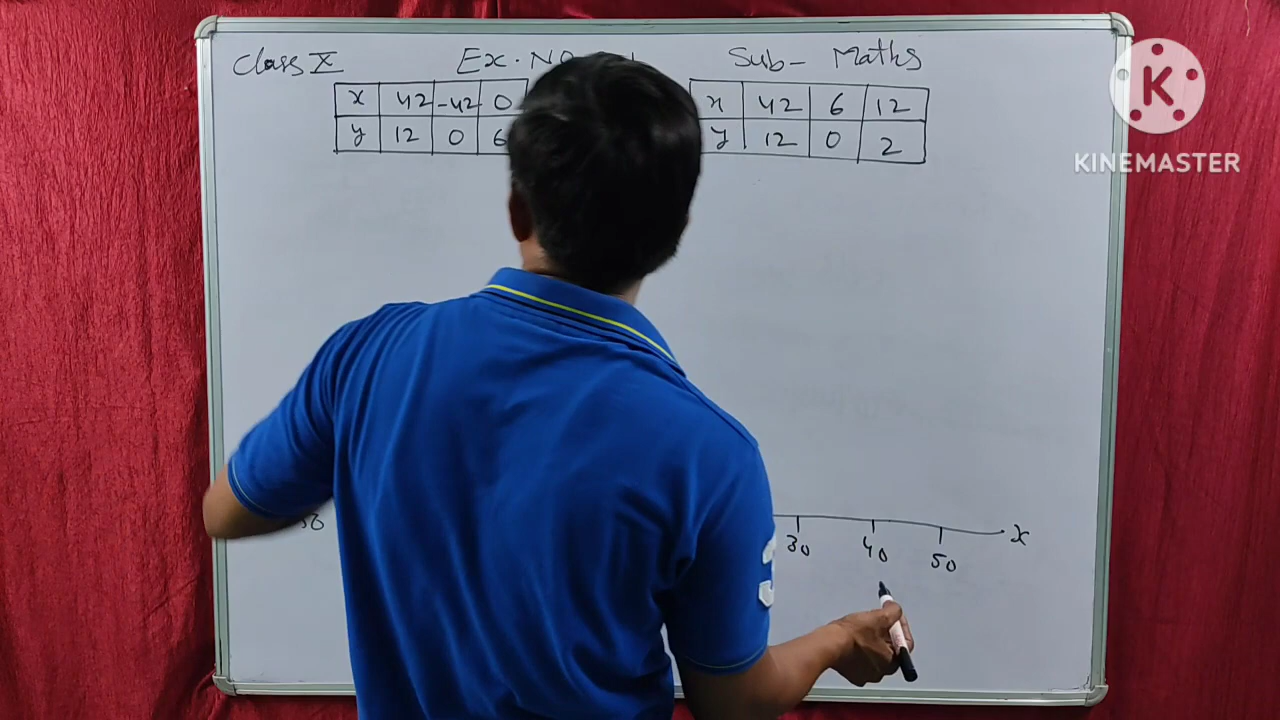 Class X Ex. No Sub- Maths
x 42 -42 0 x 42 6 12
y 12 0 6 y 12 0 2
K
KINEMASTER
30 40 50 x